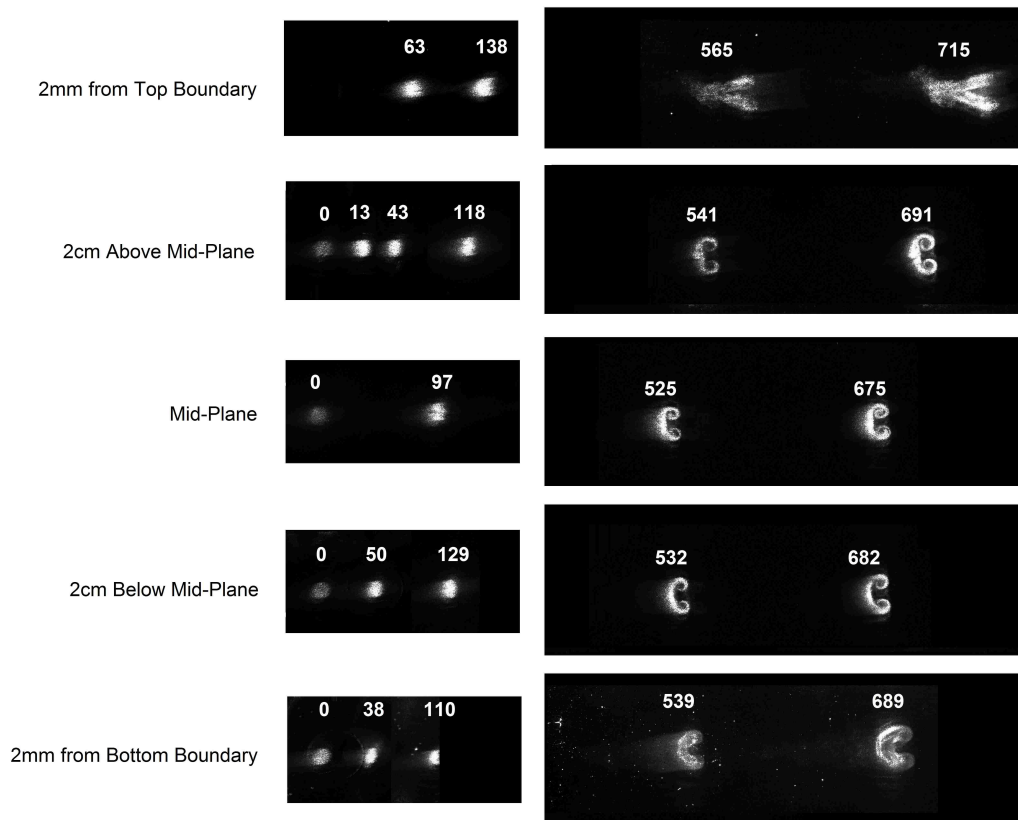 63 138 565 715
2mm from Top Boundary
0 13 43 118 541 691
2cm Above Mid-Plane
0 97 525 675
Mid-Plane
0 50 129 532 682
2cm Below Mid-Plane
0 38 110 539 689
2mm from Bottom Boundary